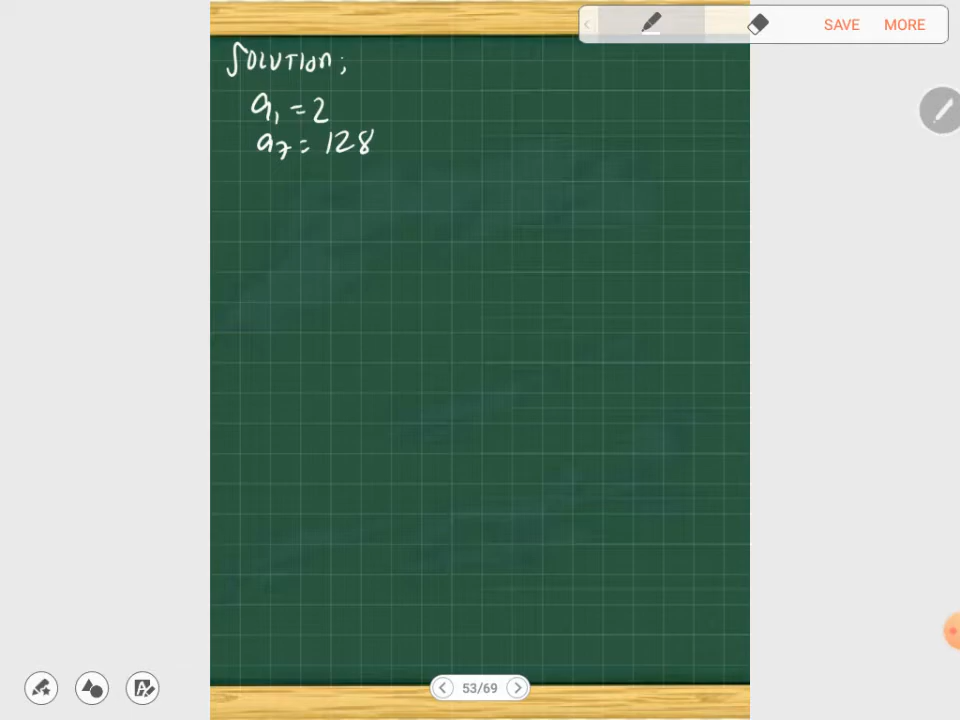 SAVE MORE
SOLUTION;
a₁ = 2
a₇ = 128
53/69